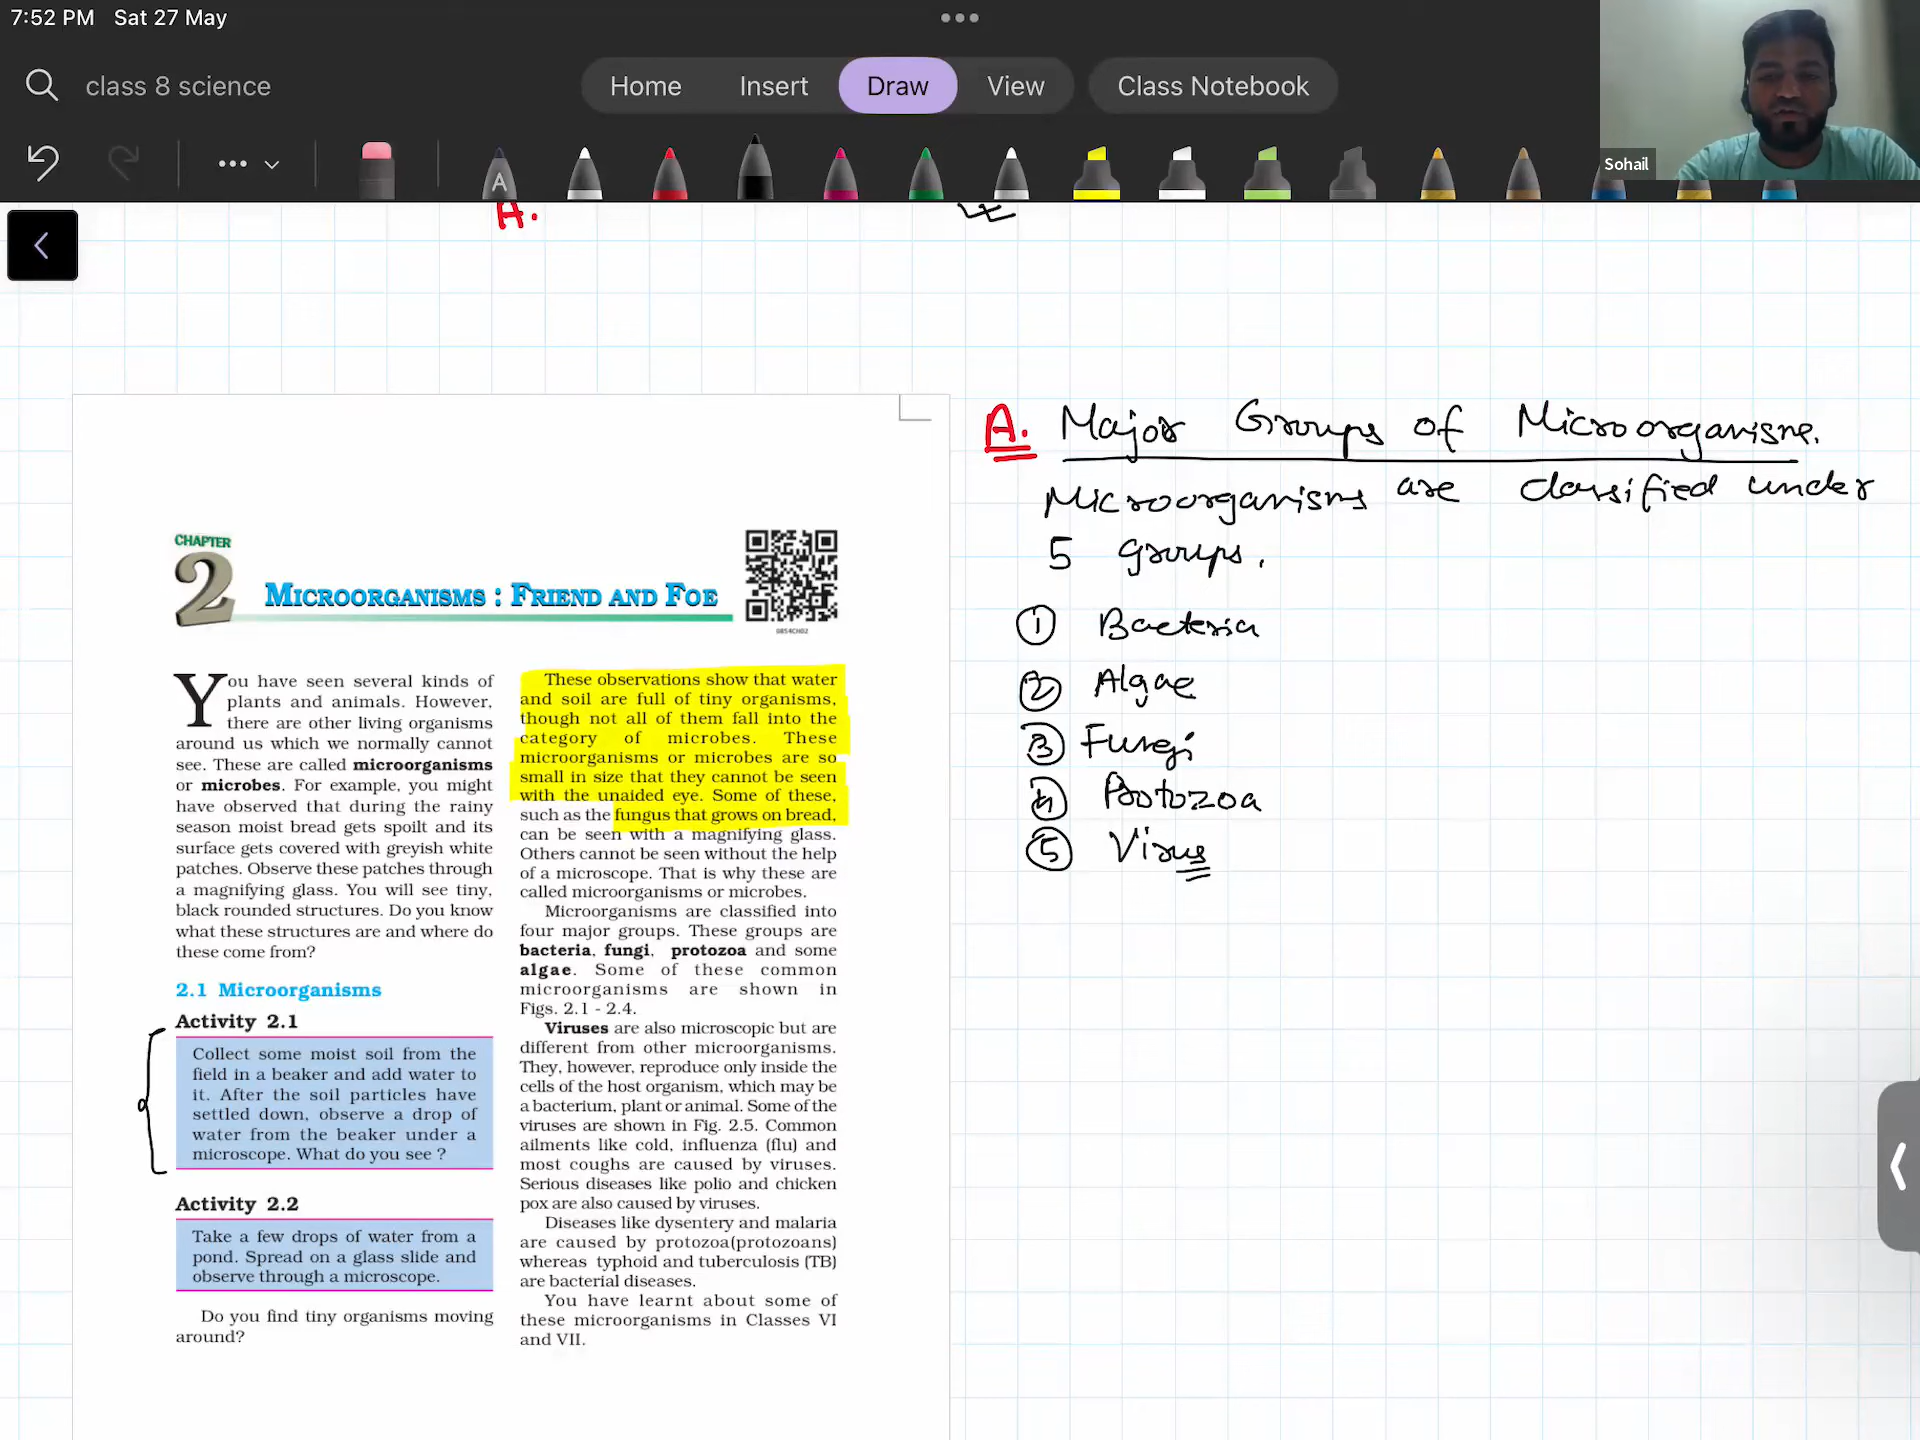 7:52 PM Sat 27 May
class 8 science
Home Insert Draw View Class Notebook
A
Sohail
A.
CHAPTER
2
MICROORGANISMS : FRIEND AND FOE
0854CH02
You have seen several kinds of
plants and animals. However,
there are other living organisms
around us which we normally cannot
see. These are called microorganisms
or microbes. For example, you might
have observed that during the rainy
season moist bread gets spoilt and its
surface gets covered with greyish white
patches. Observe these patches through
a magnifying glass. You will see tiny,
black rounded structures. Do you know
what these structures are and where do
these come from?
2.1 Microorganisms
Activity 2.1
Collect some moist soil from the
field in a beaker and add water to
it. After the soil particles have
settled down, observe a drop of
water from the beaker under a
microscope. What do you see ?
Activity 2.2
Take a few drops of water from a
pond. Spread on a glass slide and
observe through a microscope.
Do you find tiny organisms moving
around?
These observations show that water
and soil are full of tiny organisms,
though not all of them fall into the
category of microbes. These
microorganisms or microbes are so
small in size that they cannot be seen
with the unaided eye. Some of these,
such as the fungus that grows on bread,
can be seen with a magnifying glass.
Others cannot be seen without the help
of a microscope. That is why these are
called microorganisms or microbes.
Microorganisms are classified into
four major groups. These groups are
bacteria, fungi, protozoa and some
algae. Some of these common
microorganisms are shown in
Figs. 2.1 - 2.4.
Viruses are also microscopic but are
different from other microorganisms.
They, however, reproduce only inside the
cells of the host organism, which may be
a bacterium, plant or animal. Some of the
viruses are shown in Fig. 2.5. Common
ailments like cold, influenza (flu) and
most coughs are caused by viruses.
Serious diseases like polio and chicken
pox are also caused by viruses.
Diseases like dysentery and malaria
are caused by protozoa(protozoans)
whereas typhoid and tuberculosis (TB)
are bacterial diseases.
You have learnt about some of
these microorganisms in Classes VI
and VII.
A. Major Groups of Microorganisms.
Microorganisms are classified under
5 groups.
1 Bacteria
2 Algae
3 Fungi
4 Protozoa
5 Virus